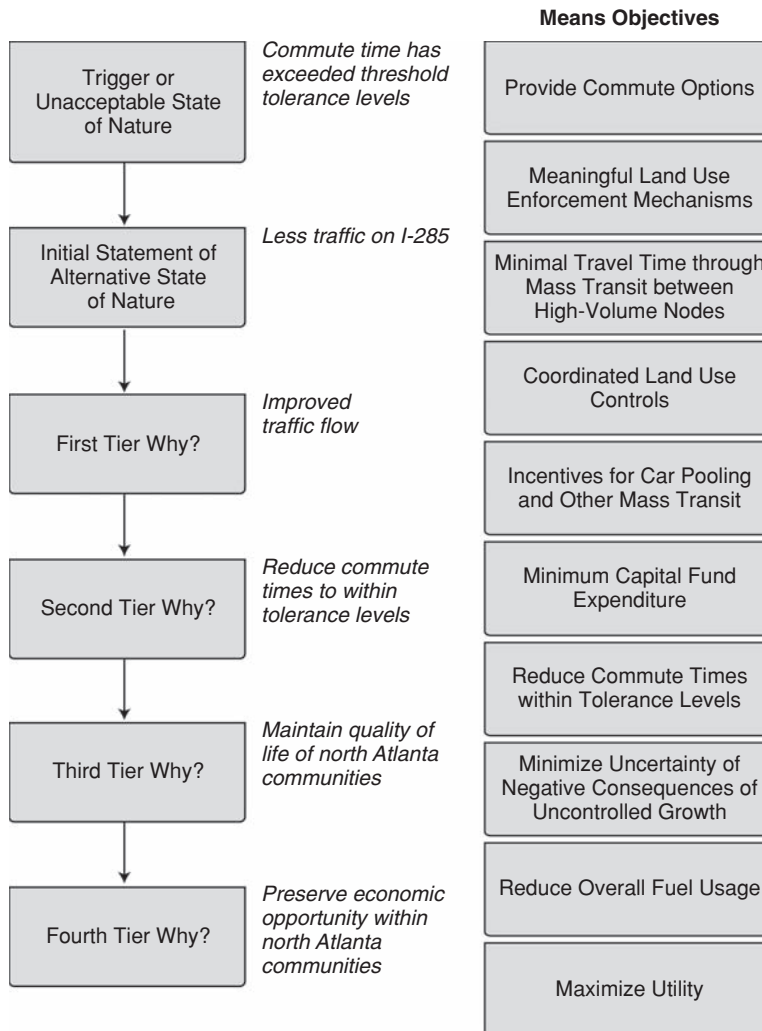 Means Objectives
Trigger or
Unacceptable State
of Nature
Commute time has
exceeded threshold
tolerance levels
Initial Statement of
Alternative State
of Nature
Less traffic on I-285
First Tier Why?
Improved
traffic flow
Second Tier Why?
Reduce commute
times to within
tolerance levels
Third Tier Why?
Maintain quality of
life of north Atlanta
communities
Fourth Tier Why?
Preserve economic
opportunity within
north Atlanta
communities
Provide Commute Options
Meaningful Land Use
Enforcement Mechanisms
Minimal Travel Time through
Mass Transit between
High-Volume Nodes
Coordinated Land Use
Controls
Incentives for Car Pooling
and Other Mass Transit
Minimum Capital Fund
Expenditure
Reduce Commute Times
within Tolerance Levels
Minimize Uncertainty of
Negative Consequences of
Uncontrolled Growth
Reduce Overall Fuel Usage
Maximize Utility